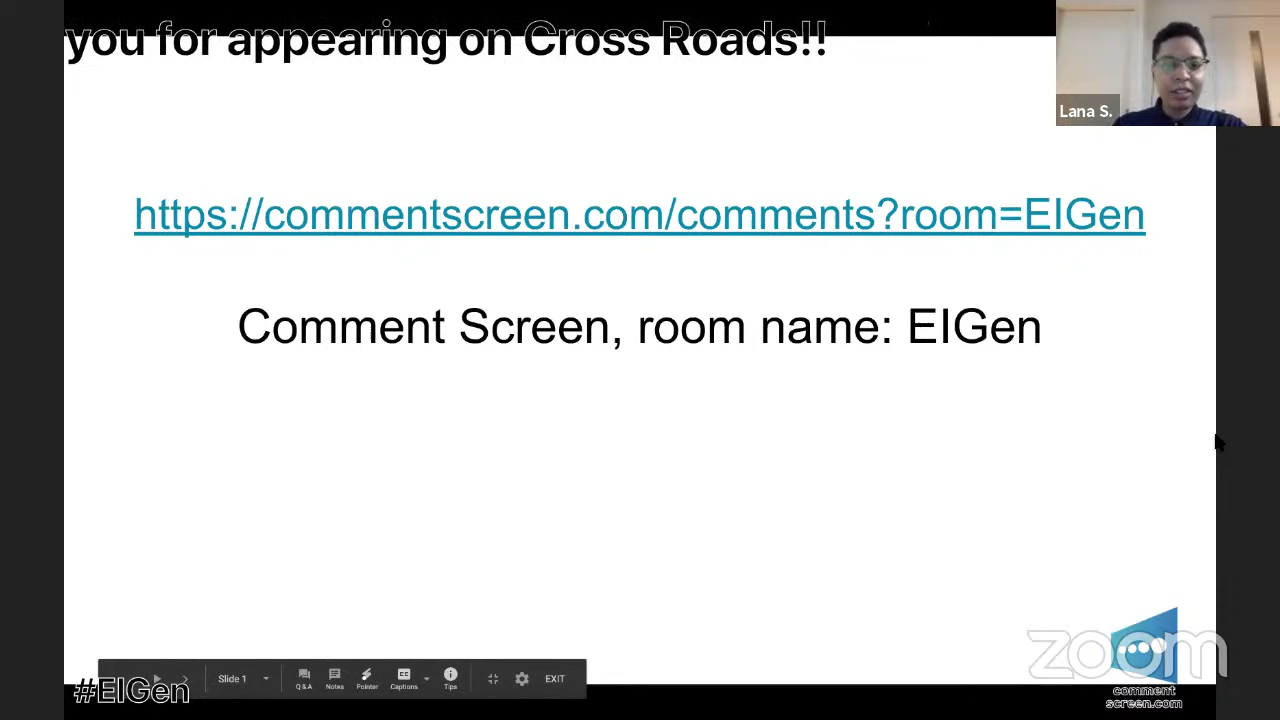 you for appearing on Cross Roads!!
Lana S.
https://commentscreen.com/comments?room=EIGen
Comment Screen, room name: EIGen
Slide 1
Q & A
Notes
Pointer
Captions
Tips
EXIT
#EIGen
zoom
comment
screen.com